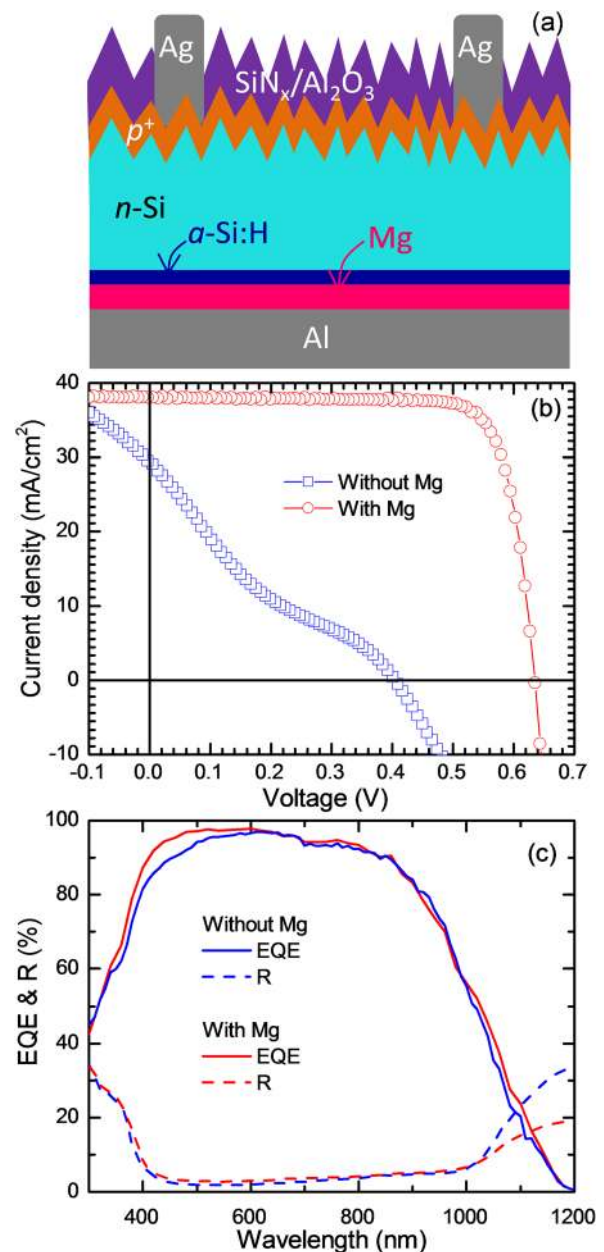 (a)
Ag
Ag
SiNx/Al2O3
p+
n-Si
a-Si:H
Mg
Al
(b)
40
30
20
10
0
-10
Current density (mA/cm2)
Without Mg
With Mg
-0.1 0.0 0.1 0.2 0.3 0.4 0.5 0.6 0.7
Voltage (V)
(c)
100
80
60
40
20
0
EQE & R (%)
Without Mg
EQE
R
With Mg
EQE
R
400 600 800 1000 1200
Wavelength (nm)